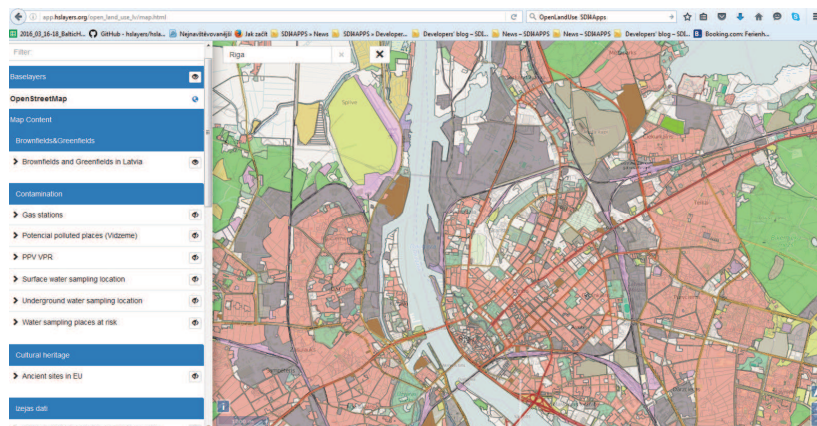 app.hslayers.org/open_land_use_lv/map.html
OpenLandUse SDI4Apps
2016_03_16-18_BalticH... GitHub - hslayers/hsla... Nejnavštěvovanější Jak začít SDI4APPS » News SDI4APPS » Developer... Developers' blog – SDI... News – SDI4APPS News – SDI4APPS Developers' blog – SDI... Booking.com: Ferienh...
Filter
Riga
Baselayers
OpenStreetMap
Map Content
Brownfields&Greenfields
Brownfields and Greenfields in Latvia
Contamination
Gas stations
Potencial polluted places (Vidzeme)
PPV VPR
Surface water sampling location
Underground water sampling location
Water sampling places at risk
Cultural heritage
Ancient sites in EU
Izejas dati